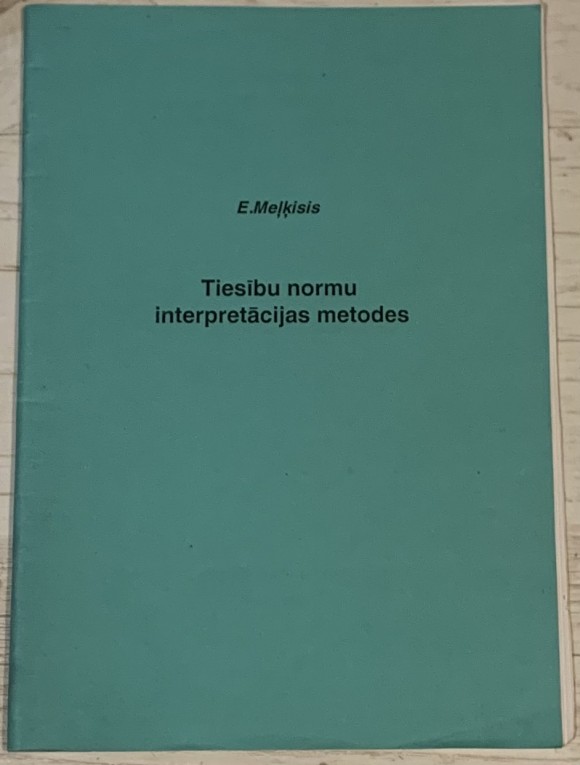 E.Meļķisis
Tiesību normu
interpretācijas metodes